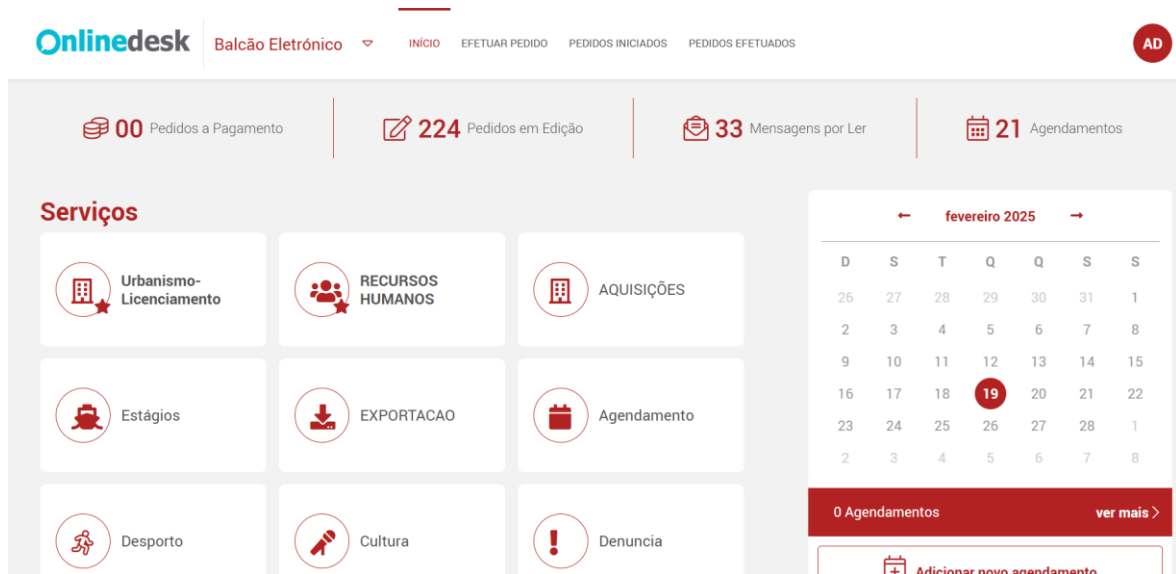 Onlinedesk
Balcão Eletrónico
INÍCIO EFETUAR PEDIDO PEDIDOS INICIADOS PEDIDOS EFETUADOS
AD
00 Pedidos a Pagamento
224 Pedidos em Edição
33 Mensagens por Ler
21 Agendamentos
Serviços
Urbanismo-
Licenciamento
RECURSOS
HUMANOS
AQUISIÇÕES
Estágios
EXPORTACAO
Agendamento
Desporto
Cultura
Denuncia
fevereiro 2025
D S T Q Q S S
26 27 28 29 30 31 1
2 3 4 5 6 7 8
9 10 11 12 13 14 15
16 17 18 19 20 21 22
23 24 25 26 27 28 1
2 3 4 5 6 7 8
0 Agendamentos ver mais
Adicionar novo agendamento